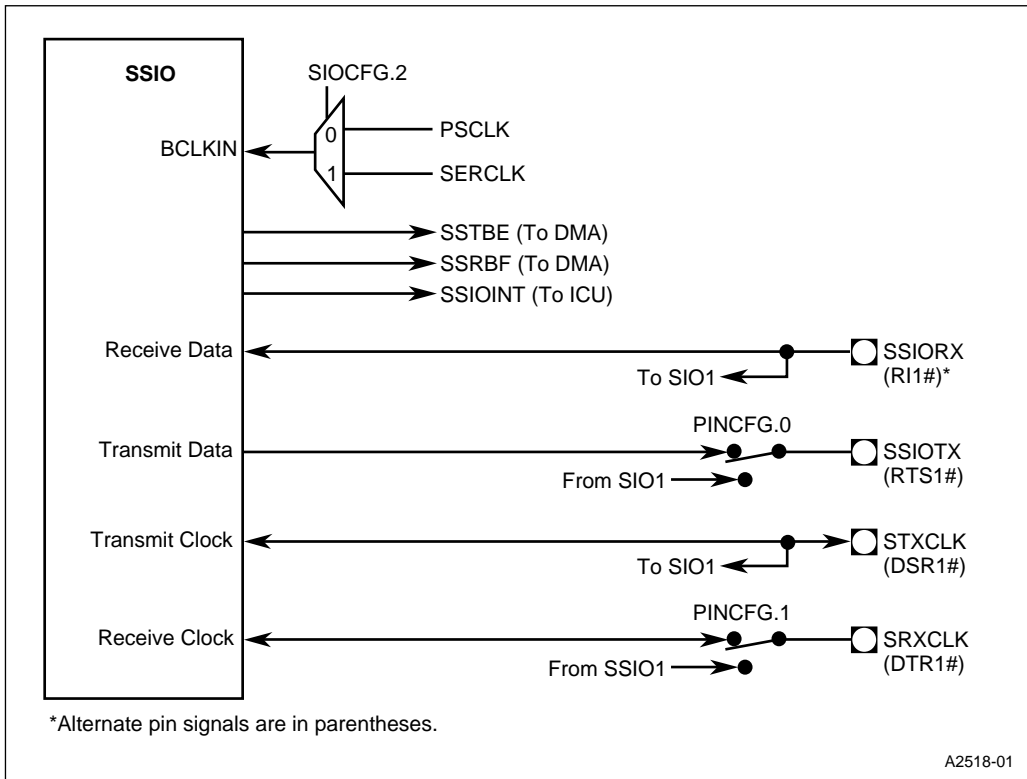 SSIO
SIOCFG.2
0
PSCLK
BCLKIN
1
SERCLK
SSTBE (To DMA)
SSRBF (To DMA)
SSIOINT (To ICU)
Receive Data
SSIORX
(RI1#)*
To SIO1
PINCFG.0
Transmit Data
SSIOTX
(RTS1#)
From SIO1
Transmit Clock
STXCLK
(DSR1#)
To SIO1
PINCFG.1
Receive Clock
SRXCLK
(DTR1#)
From SSIO1
*Alternate pin signals are in parentheses.
A2518-01